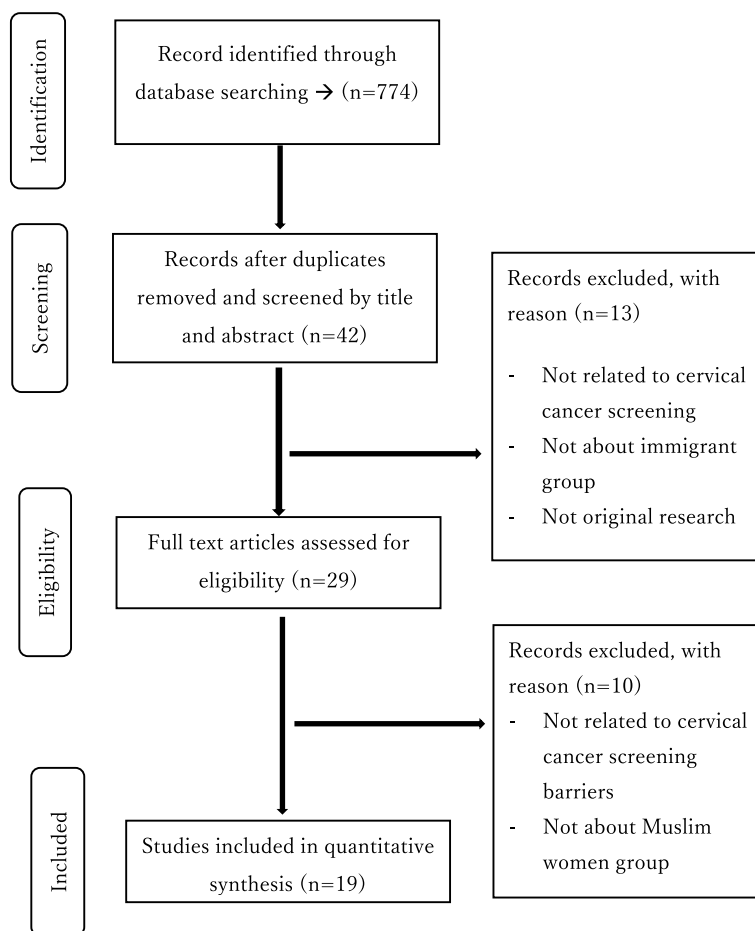 Identification
Record identified through
database searching → (n=774)
Screening
Records after duplicates
removed and screened by title
and abstract (n=42)
Records excluded, with
reason (n=13)
- Not related to cervical
cancer screening
- Not about immigrant
group
- Not original research
Eligibility
Full text articles assessed for
eligibility (n=29)
Records excluded, with
reason (n=10)
- Not related to cervical
cancer screening
barriers
- Not about Muslim
women group
Included
Studies included in quantitative
synthesis (n=19)